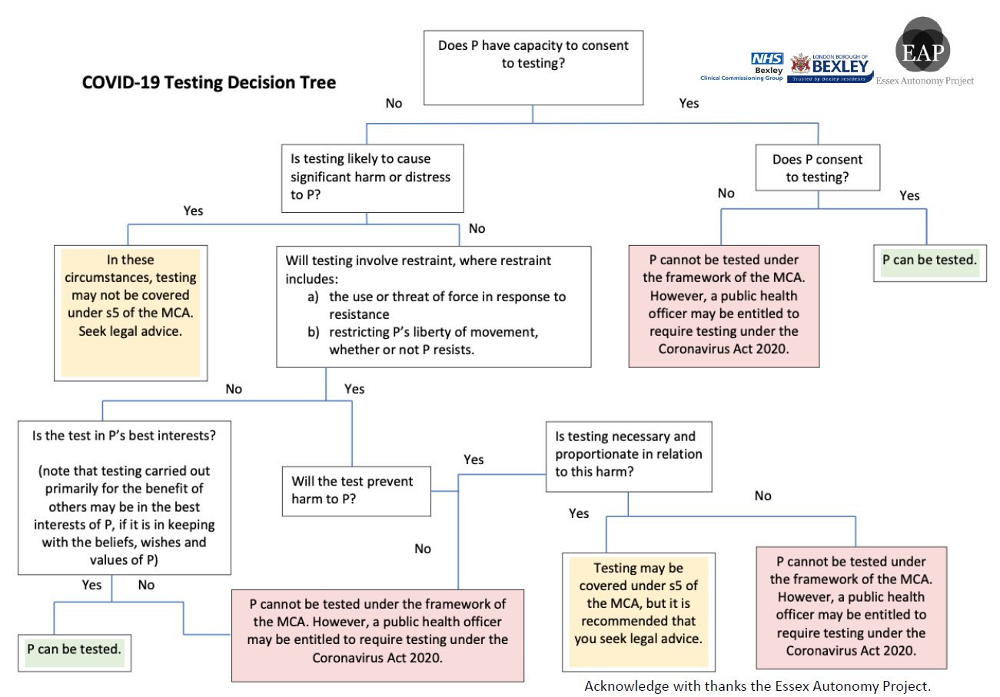 Does P have capacity to consent
to testing?
NHS
Bexley
Clinical Commissioning Group
LONDON BOROUGH OF
BEXLEY
Trusted by Bexley residents
EAP
Essex Autonomy Project
COVID-19 Testing Decision Tree
No
Yes
Is testing likely to cause
significant harm or distress
to P?
Does P consent
to testing?
Yes
No
No
Yes
In these
circumstances, testing
may not be covered
under s5 of the MCA.
Seek legal advice.
Will testing involve restraint, where restraint
includes:
a) the use or threat of force in response to
resistance
b) restricting P’s liberty of movement,
whether or not P resists.
P cannot be tested under
the framework of the MCA.
However, a public health
officer may be entitled to
require testing under the
Coronavirus Act 2020.
P can be tested.
No
Yes
Is the test in P’s best interests?
(note that testing carried out
primarily for the benefit of
others may be in the best
interests of P, if it is in keeping
with the beliefs, wishes and
values of P)
Will the test prevent
harm to P?
Yes
No
Is testing necessary and
proportionate in relation
to this harm?
Yes
No
Yes
No
P can be tested.
P cannot be tested under the framework of
the MCA. However, a public health officer
may be entitled to require testing under the
Coronavirus Act 2020.
Testing may be
covered under s5 of
the MCA, but it is
recommended that
you seek legal advice.
P cannot be tested under
the framework of the MCA.
However, a public health
officer may be entitled to
require testing under the
Coronavirus Act 2020.
Acknowledge with thanks the Essex Autonomy Project.